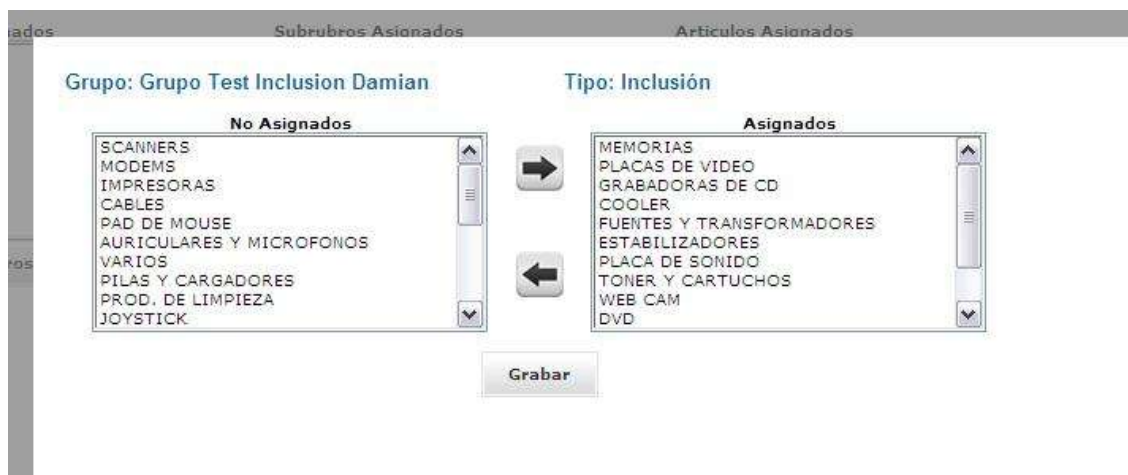 nados Subrubros Asignados Articulos Asignados
Grupo: Grupo Test Inclusion Damian Tipo: Inclusión
No Asignados
SCANNERS
MODEMS
IMPRESORAS
CABLES
PAD DE MOUSE
AURICULARES Y MICROFONOS
VARIOS
PILAS Y CARGADORES
PROD. DE LIMPIEZA
JOYSTICK
Asignados
MEMORIAS
PLACAS DE VIDEO
GRABADORAS DE CD
COOLER
FUENTES Y TRANSFORMADORES
ESTABILIZADORES
PLACA DE SONIDO
TONER Y CARTUCHOS
WEB CAM
DVD
ros
Grabar